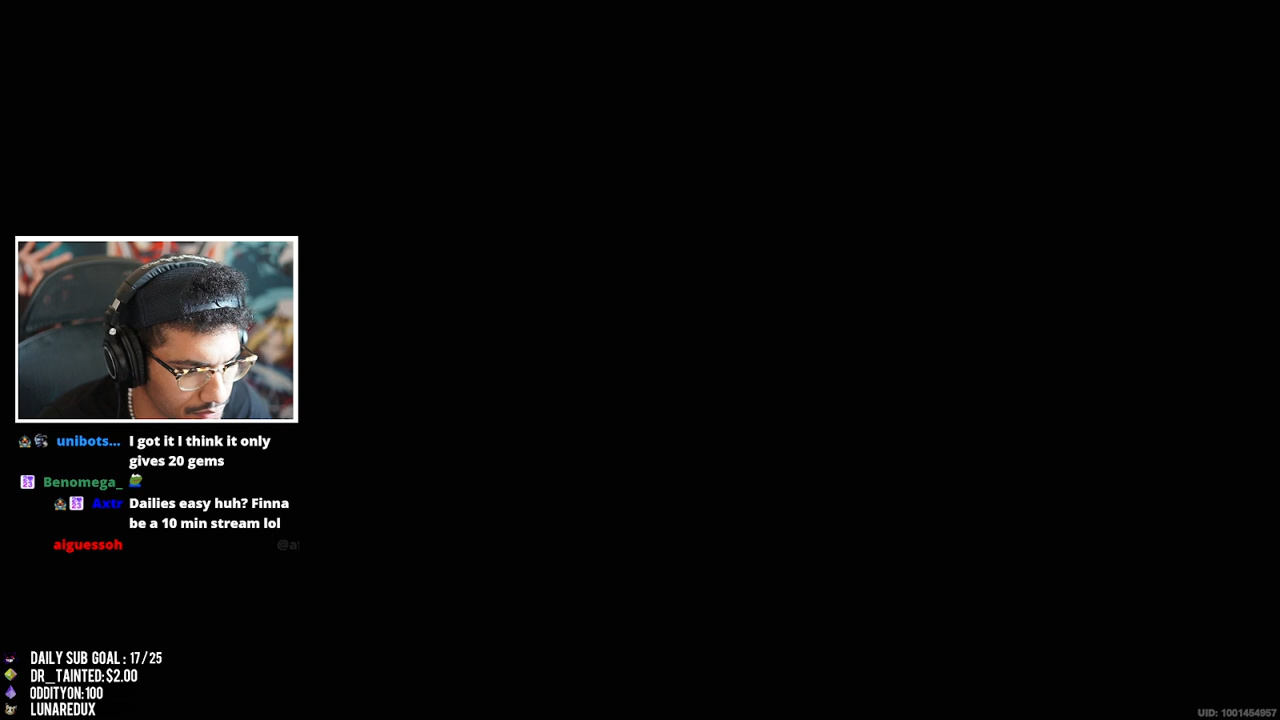 unibots... I got it I think it only
gives 20 gems
Benomega_
Axtr Dailies easy huh? Finna
be a 10 min stream lol
aiguessoh
DAILY SUB GOAL : 17/25
DR_TAINTED:$2.00
ODDITYON:100
LUNAREDUX
UID: 1001454957